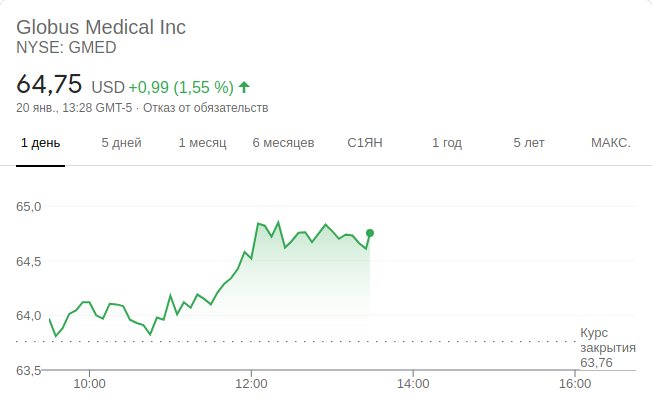 Globus Medical Inc
NYSE: GMED
64,75 USD +0,99 (1,55 %)
20 янв., 13:28 GMT-5 · Отказ от обязательств
1 день 5 дней 1 месяц 6 месяцев С1ЯН 1 год 5 лет МАКС.
65,0
64,5
64,0
Курс
закрытия
63,76
63,5
10:00 12:00 14:00 16:00